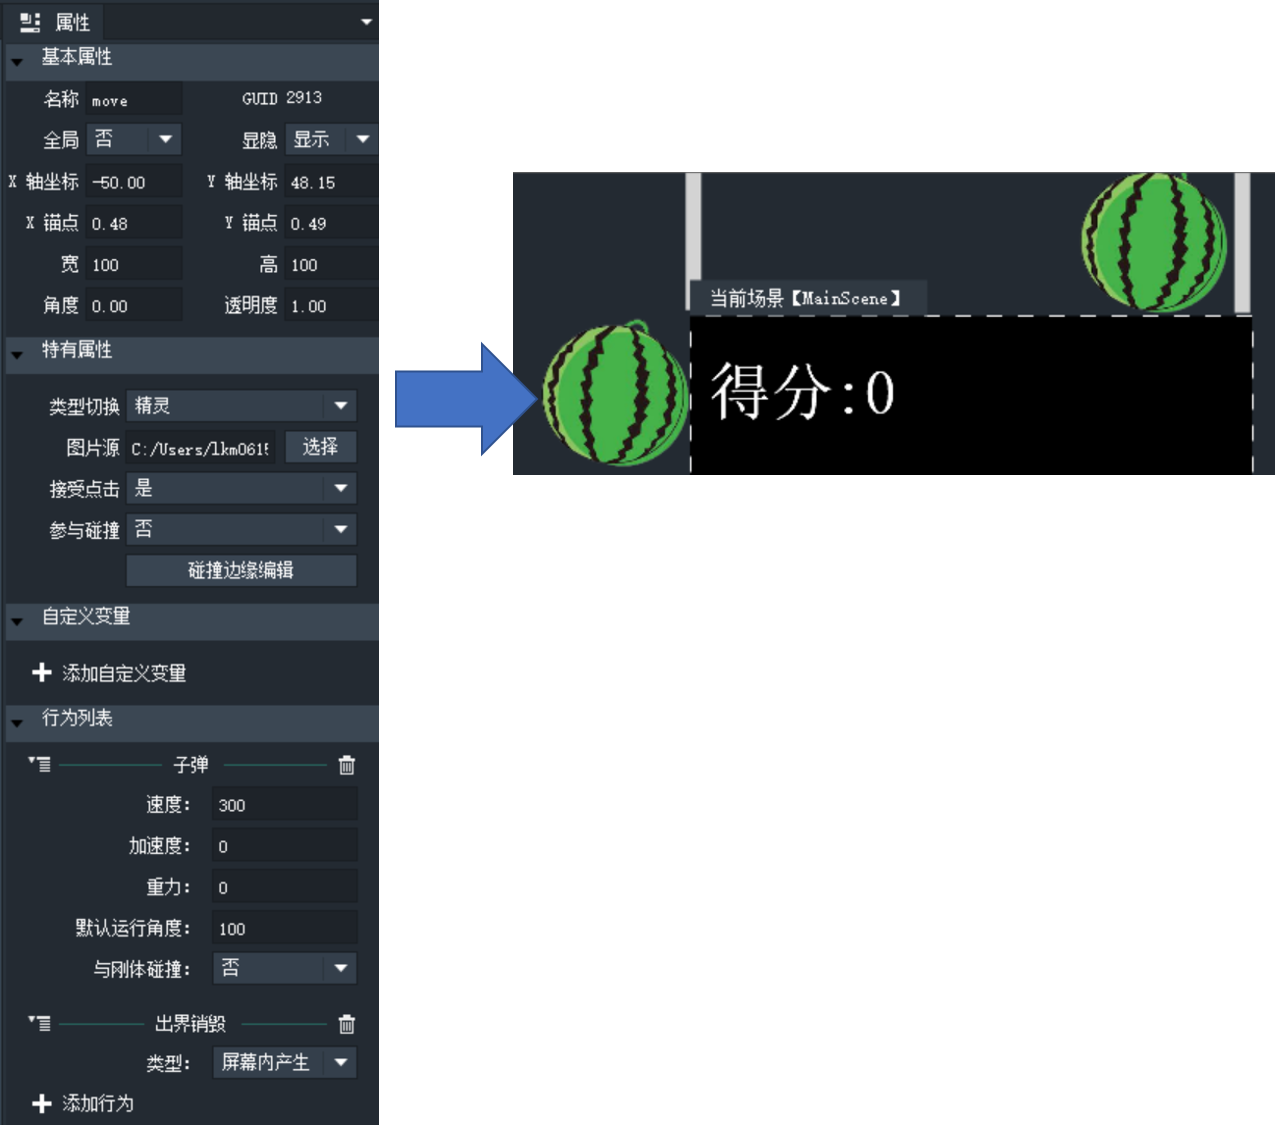 属性
基本属性
名称 move GUID 2913
全局 否 显隐 显示
X 轴坐标 -50.00 Y 轴坐标 48.15
X 锚点 0.48 Y 锚点 0.49
宽 100 高 100
角度 0.00 透明度 1.00
特有属性
类型切换 精灵
图片源 C:/Users/lkm061 选择
接受点击 是
参与碰撞 否
碰撞边缘编辑
自定义变量
添加自定义变量
行为列表
子弹
速度: 300
加速度: 0
重力: 0
默认运行角度: 100
与刚体碰撞: 否
出界销毁
类型: 屏幕内产生
添加行为
当前场景【MainScene】
得分:0